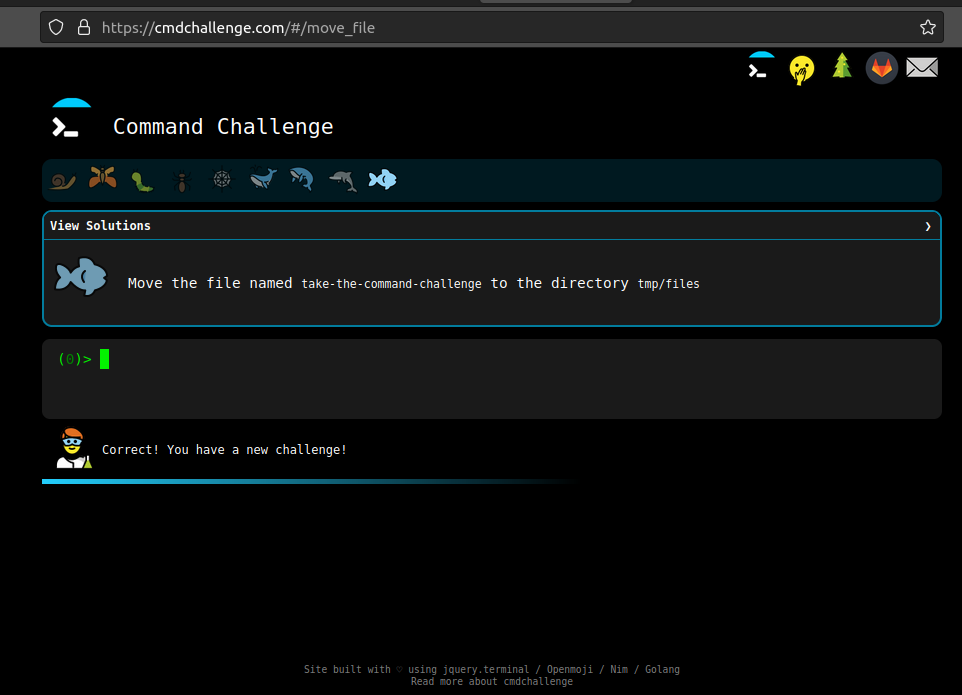 https://cmdchallenge.com/#/move_file
Command Challenge
View Solutions ❯
Move the file named take-the-command-challenge to the directory tmp/files
(0)>
Correct! You have a new challenge!
Site built with ♡ using jquery.terminal / Openmoji / Nim / Golang
Read more about cmdchallenge